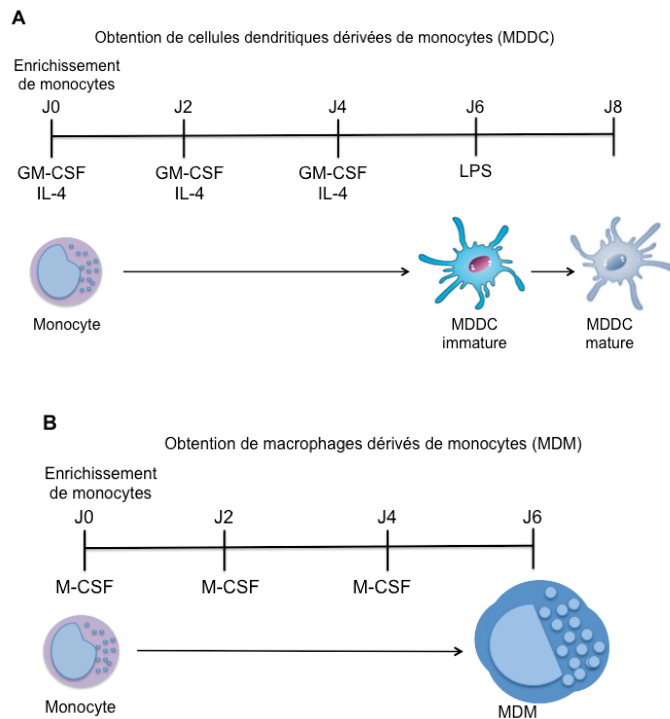 A
Obtention de cellules dendritiques dérivées de monocytes (MDDC)
Enrichissement
de monocytes
J0 J2 J4 J6 J8
GM-CSF GM-CSF GM-CSF LPS
IL-4 IL-4 IL-4
Monocyte MDDC MDDC
immature mature
B
Obtention de macrophages dérivés de monocytes (MDM)
Enrichissement
de monocytes
J0 J2 J4 J6
M-CSF M-CSF M-CSF
Monocyte MDM